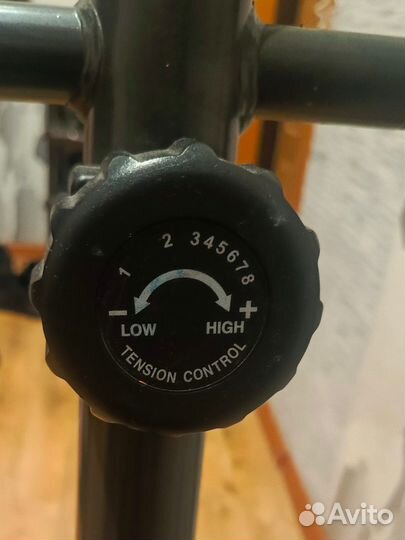 1 2 345678
- +
LOW HIGH
TENSION CONTROL
Avito